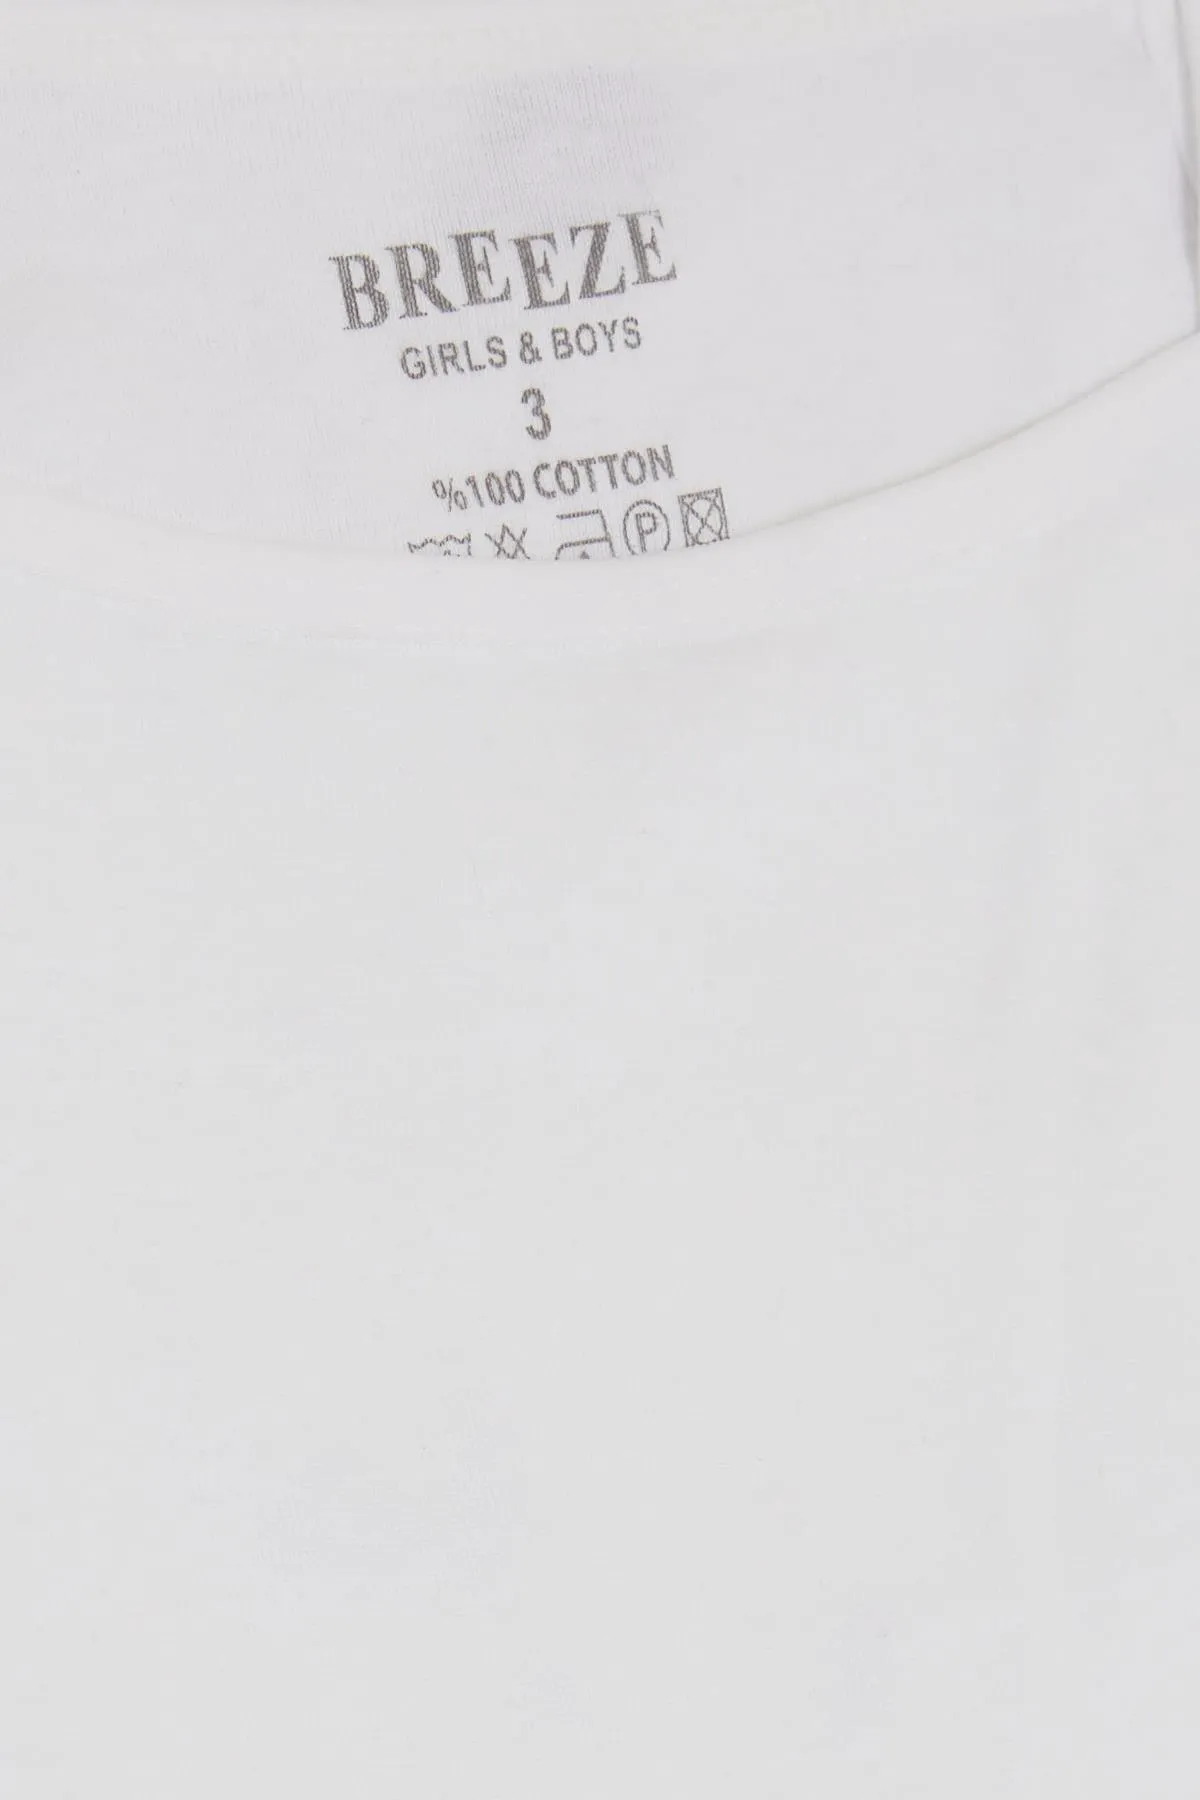 BREEZE
GIRLS & BOYS
3
%100 COTTON